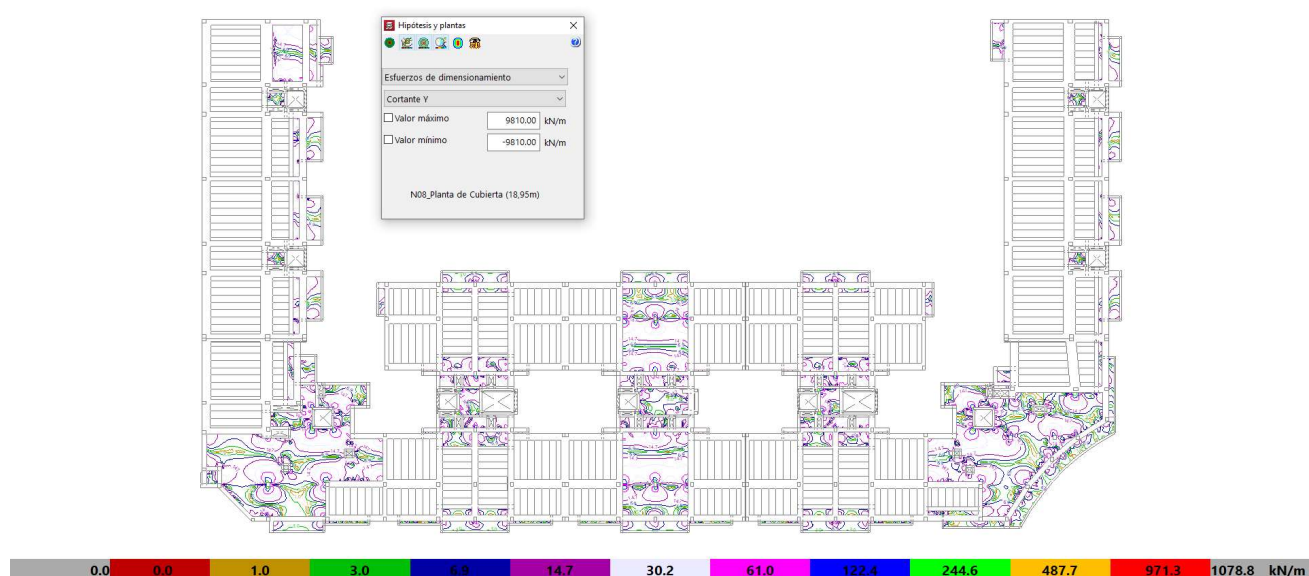 Hipótesis y plantas
Esfuerzos de dimensionamiento
Cortante Y
Valor máximo 9810.00 kN/m
Valor mínimo -9810.00 kN/m
N08_Planta de Cubierta (18,95m)
0.0 0.0 1.0 3.0 6.9 14.7 30.2 61.0 122.4 244.6 487.7 971.3 1078.8 kN/m